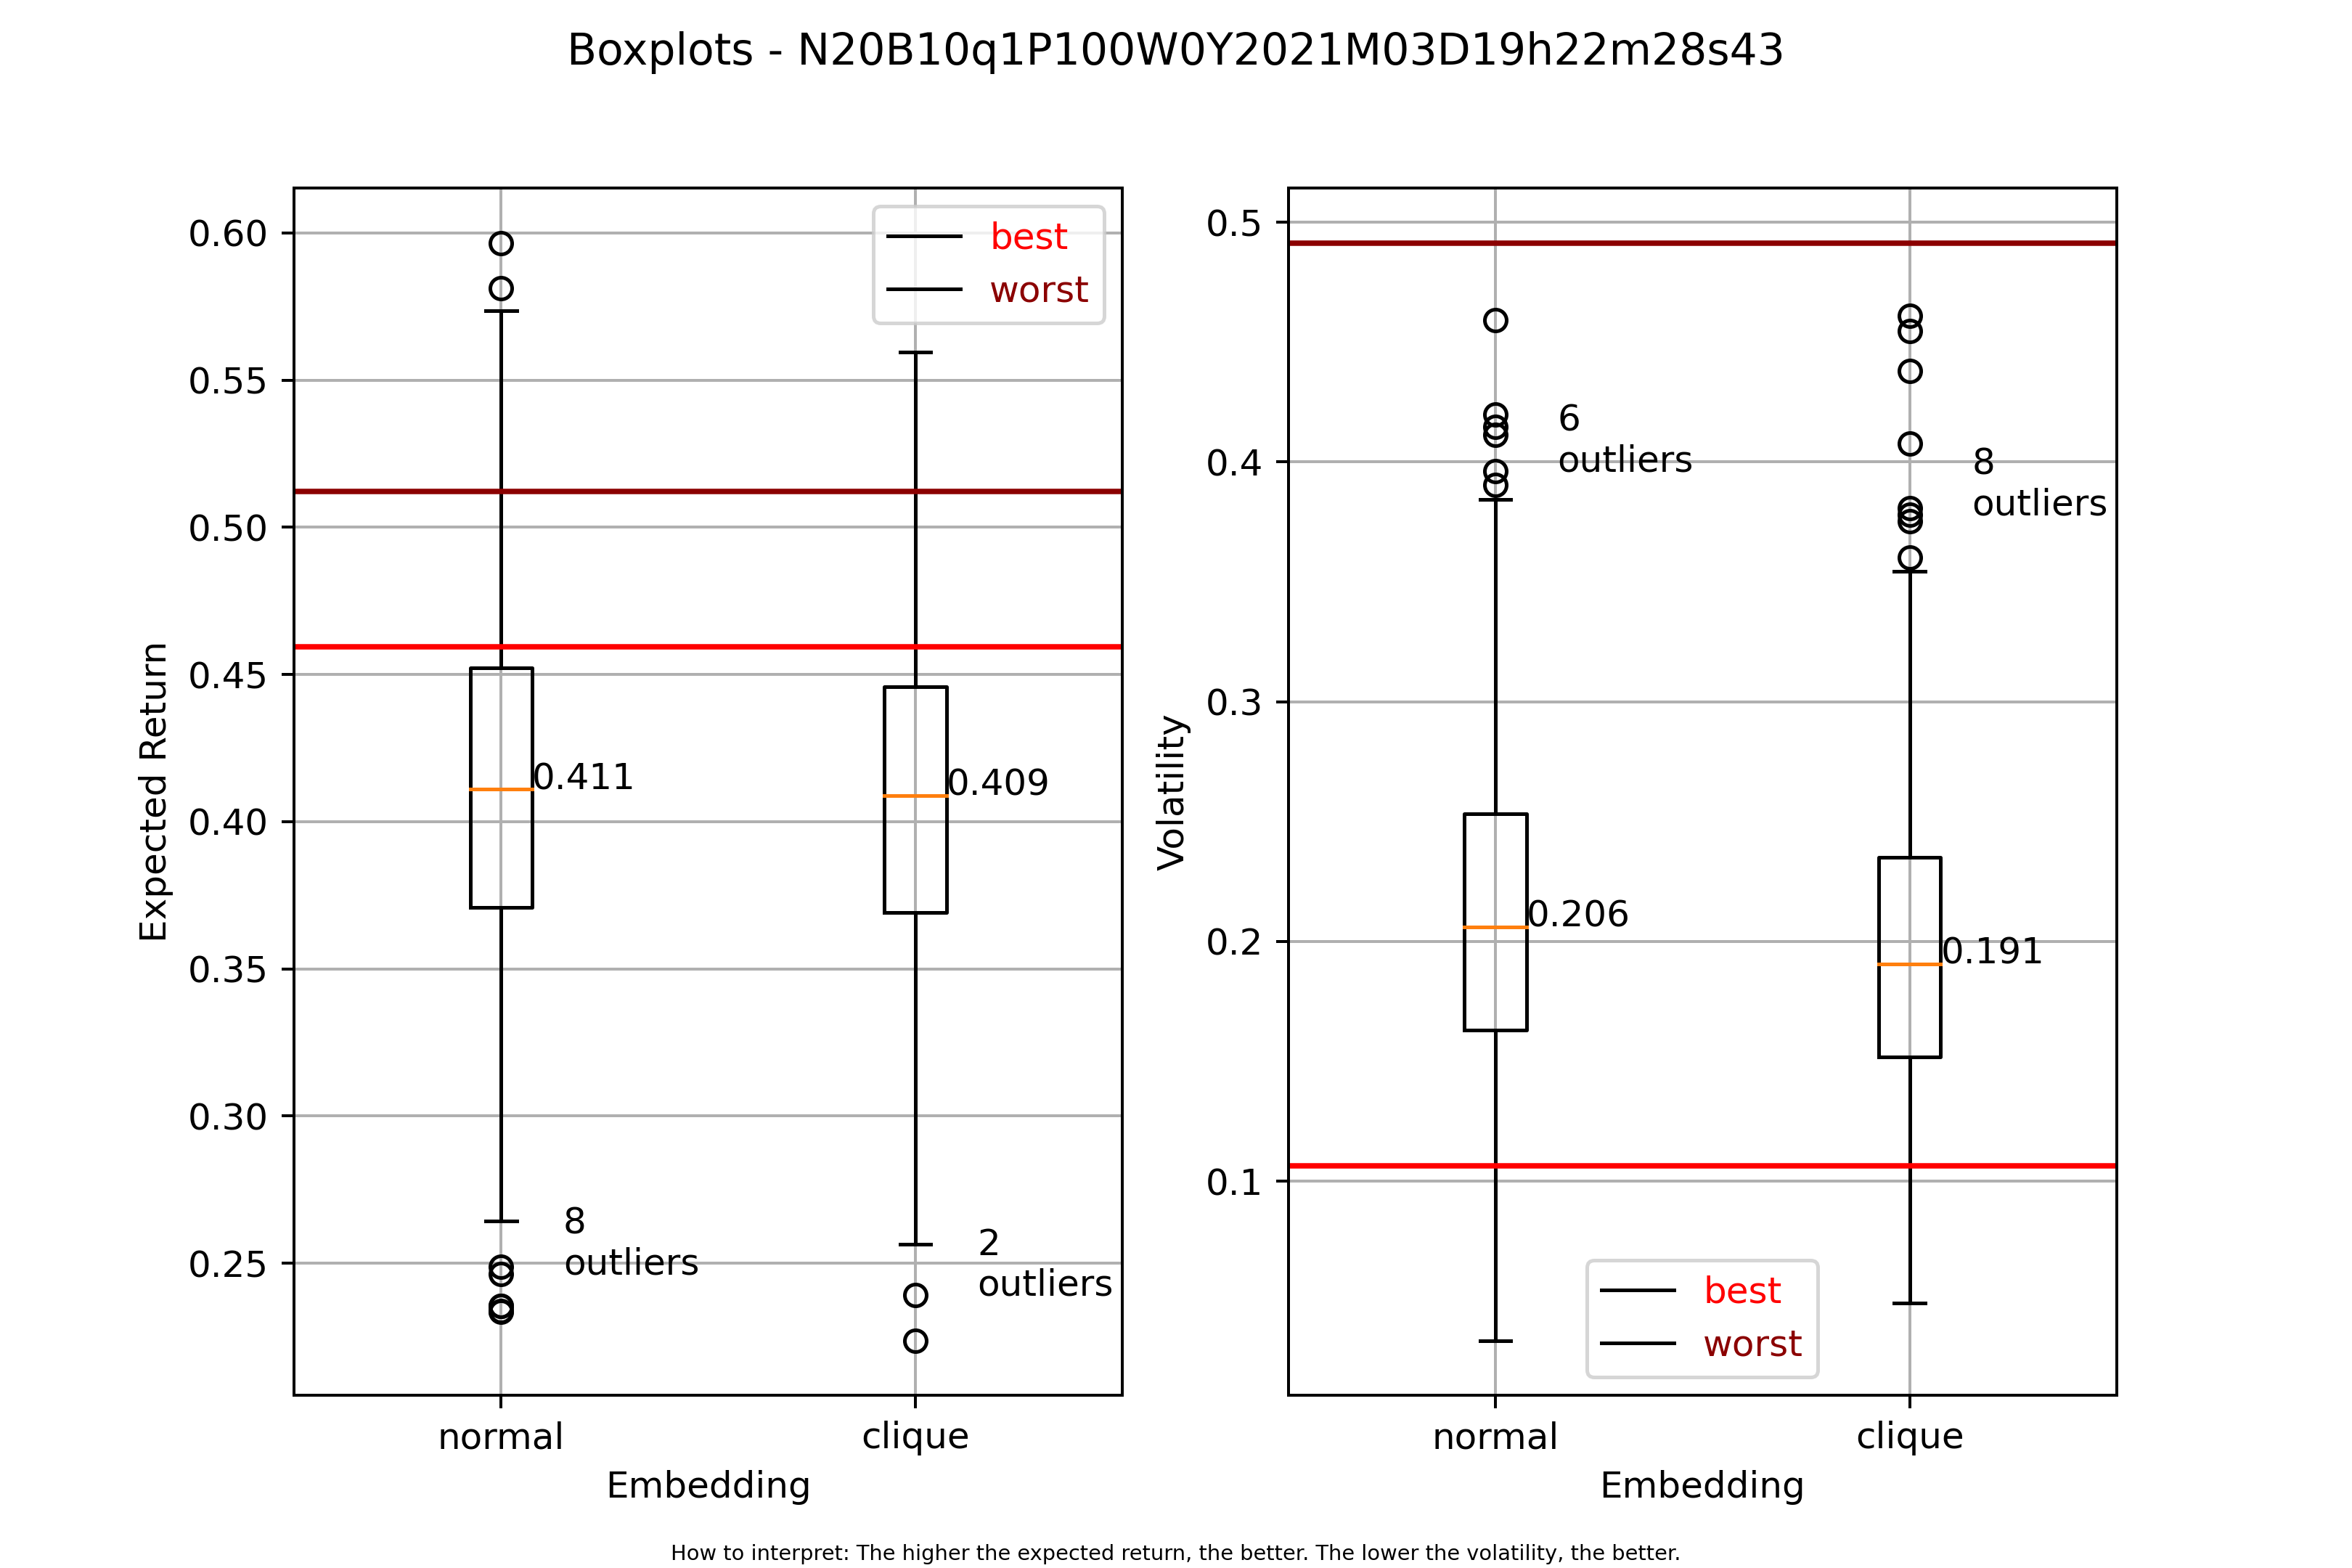 Boxplots - N20B10q1P100W0Y2021M03D19h22m28s43
Expected Return
0.60
0.55
0.50
0.45
0.40
0.35
0.30
0.25
best
worst
0.411
0.409
8
outliers
2
outliers
normal
clique
Embedding
Volatility
0.5
0.4
0.3
0.2
0.1
6
outliers
8
outliers
0.206
0.191
best
worst
normal
clique
Embedding
How to interpret: The higher the expected return, the better. The lower the volatility, the better.